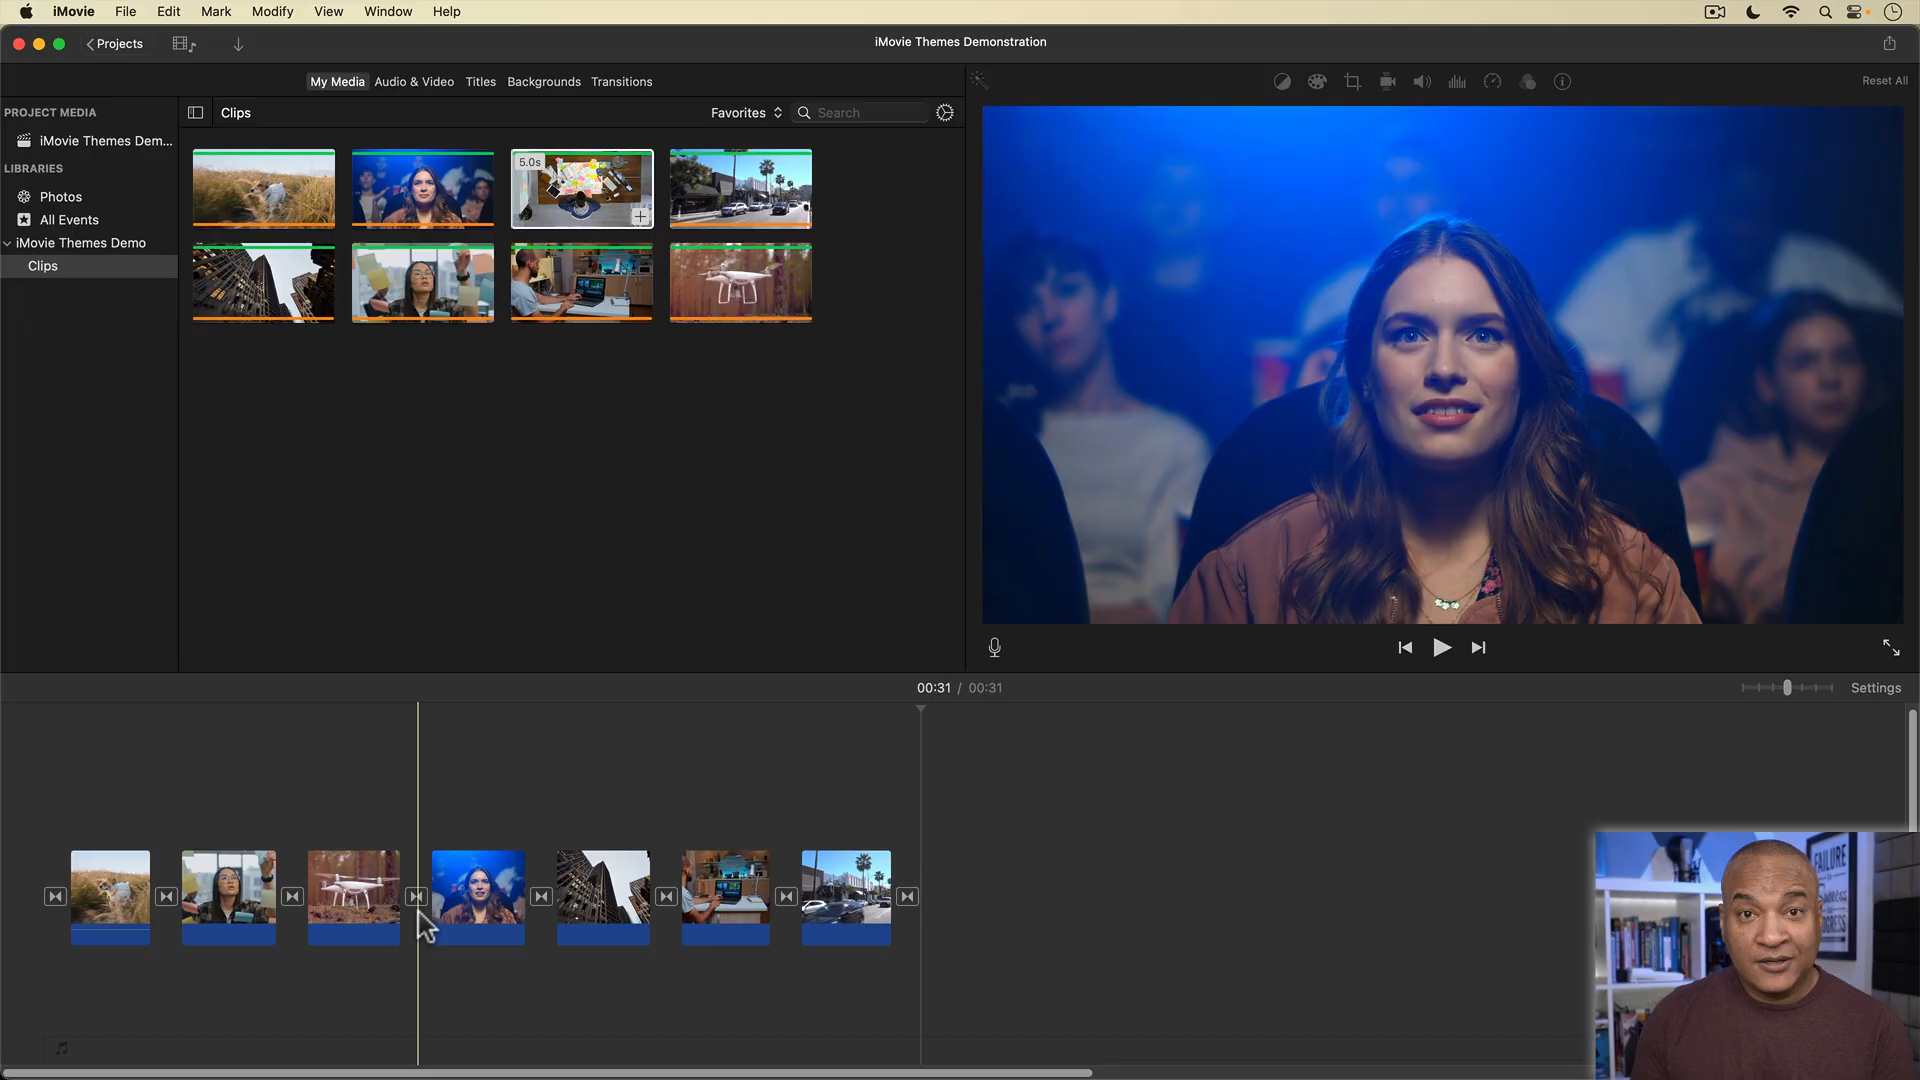 iMovie File Edit Mark Modify View Window Help
Projects
iMovie Themes Demonstration
My Media Audio & Video Titles Backgrounds Transitions
Reset All
PROJECT MEDIA
Clips
Favorites
Search
iMovie Themes Dem...
LIBRARIES
Photos
All Events
iMovie Themes Demo
Clips
5.0s
00:31 / 00:31
Settings
FAILURE
PROGRESS